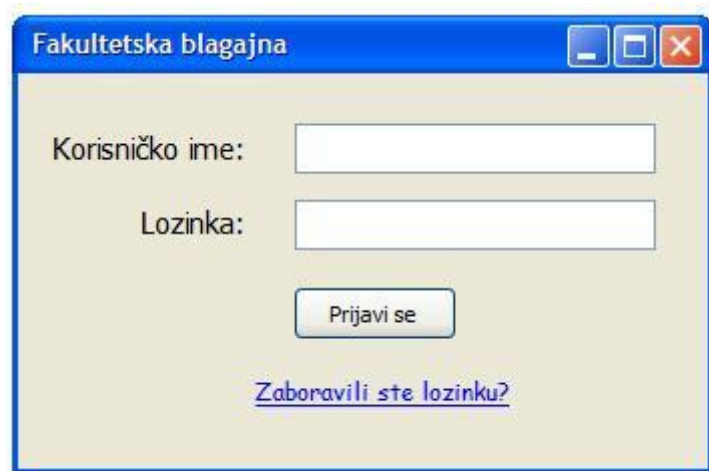 Fakultetska blagajna
Korisničko ime:
Lozinka:
Prijavi se
Zaboravili ste lozinku?